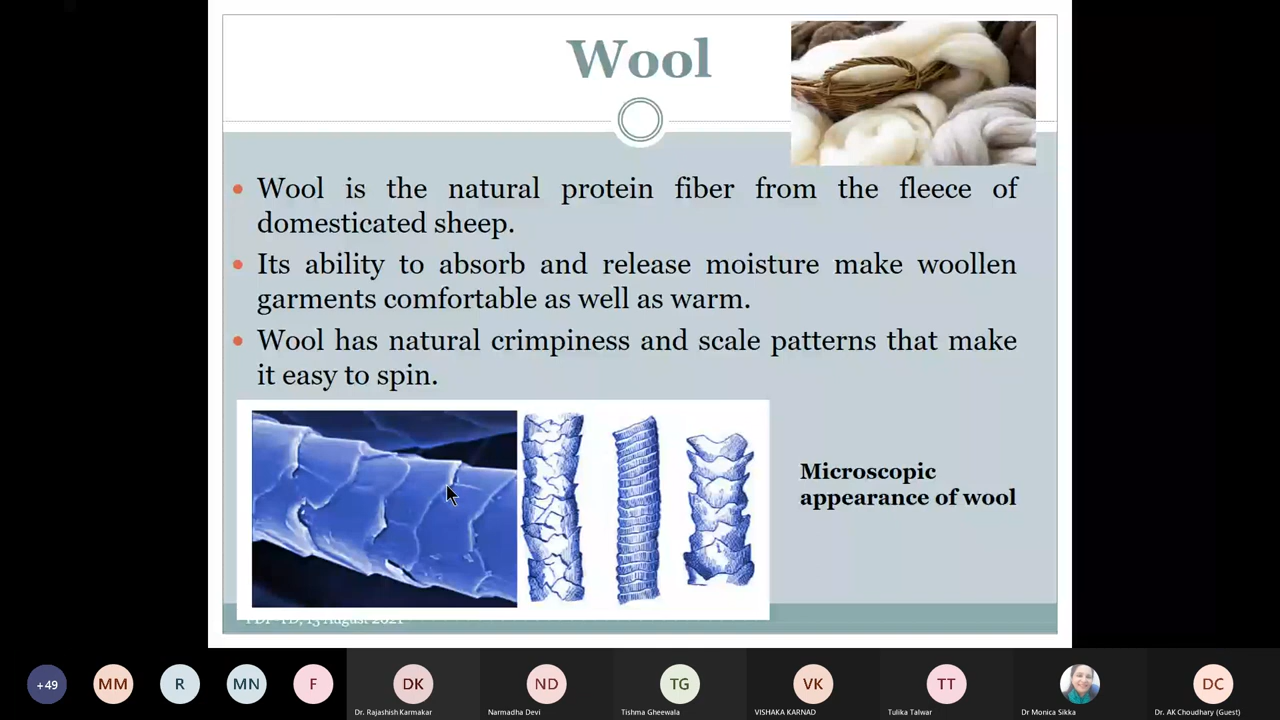 Wool
Wool is the natural protein fiber from the fleece of
domesticated sheep.
Its ability to absorb and release moisture make woollen
garments comfortable as well as warm.
Wool has natural crimpiness and scale patterns that make
it easy to spin.
Microscopic
appearance of wool
13 August 2021
+49
MM
R
MN
F
DK
ND
TG
VK
TT
DC
Dr. Rajashish Karmakar
Narmadha Devi
Tishma Gheewala
VISHAKA KARNAD
Tulika Talwar
Dr Monica Sikka
Dr. AK Choudhary (Guest)